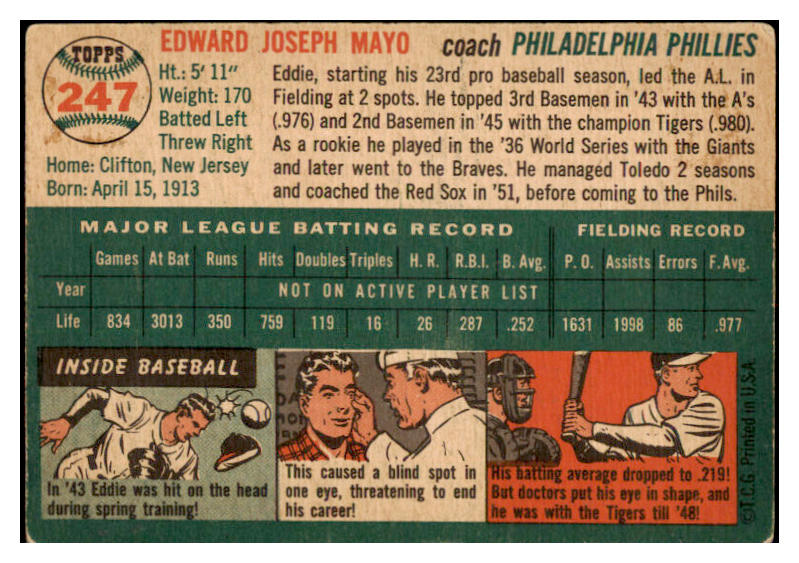 TOPPS
247
EDWARD JOSEPH MAYO coach PHILADELPHIA PHILLIES
Ht.: 5' 11"
Weight: 170
Batted Left
Threw Right
Home: Clifton, New Jersey
Born: April 15, 1913
Eddie, starting his 23rd pro baseball season, led the A.L. in
Fielding at 2 spots. He topped 3rd Basemen in '43 with the A's
(.976) and 2nd Basemen in '45 with the champion Tigers (.980).
As a rookie he played in the '36 World Series with the Giants
and later went to the Braves. He managed Toledo 2 seasons
and coached the Red Sox in '51, before coming to the Phils.
MAJOR LEAGUE BATTING RECORD FIELDING RECORD
Games At Bat Runs Hits Doubles Triples H. R. R.B.I. B. Avg. P. O. Assists Errors F. Avg.
Year NOT ON ACTIVE PLAYER LIST
Life 834 3013 350 759 119 16 26 287 .252 1631 1998 86 .977
INSIDE BASEBALL
In '43 Eddie was hit on the head
during spring training!
This caused a blind spot in
one eye, threatening to end
his career!
His batting average dropped to .219!
But doctors put his eye in shape, and
he was with the Tigers till '48!
©T.C.G. Printed in U.S.A.